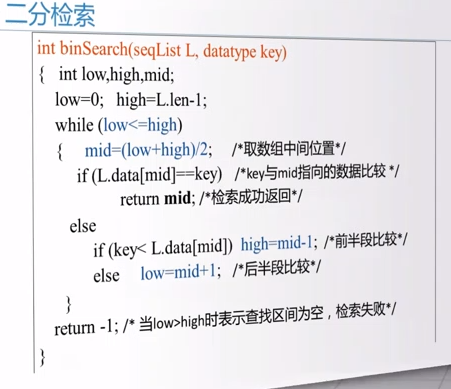 二分检索
int binSearch(seqList L, datatype key)
{ int low,high,mid;
low=0; high=L.len-1;
while (low<=high)
{ mid=(low+high)/2; /*取数组中间位置*/
if (L.data[mid]==key) /*key与mid指向的数据比较 */
return mid; /*检索成功返回*/
else
if (key< L.data[mid]) high=mid-1; /*前半段比较*/
else low=mid+1; /*后半段比较*/
}
return -1; /* 当low>high时表示查找区间为空，检索失败*/
}